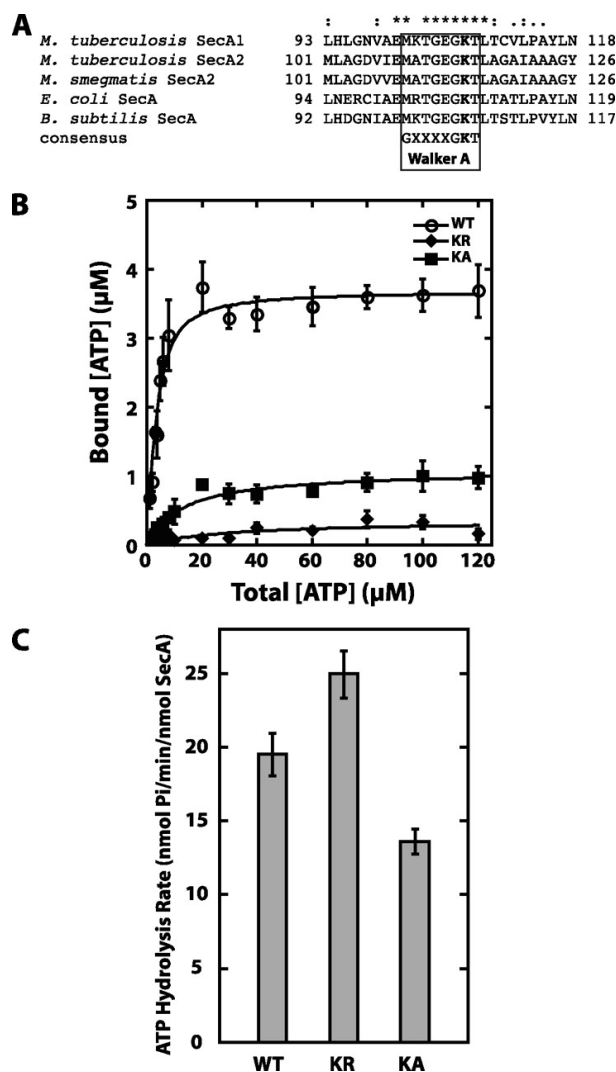 A
: : ** *******: .:..
M. tuberculosis SecA1 93 LHLGNVAEMKTGEGKTLTCVLPAYLN 118
M. tuberculosis SecA2 101 MLAGDVIEMATGEGKTLAGAIAAAGY 126
M. smegmatis SecA2 101 MLAGDVVEMATGEGKTLAGAIAAAGY 126
E. coli SecA 94 LNERCIAEMRTGEGKTLTATLPAYLN 119
B. subtilis SecA 92 LHDGNIAEMKTGEGKTLTSTLPVYLN 117
consensus GXXXXGKT
Walker A
B
5
4
3
2
1
0
WT
KR
KA
Bound [ATP] (µM)
0 20 40 60 80 100 120
Total [ATP] (µM)
C
25
20
15
10
5
0
ATP Hydrolysis Rate (nmol Pi/min/nmol SecA)
WT KR KA